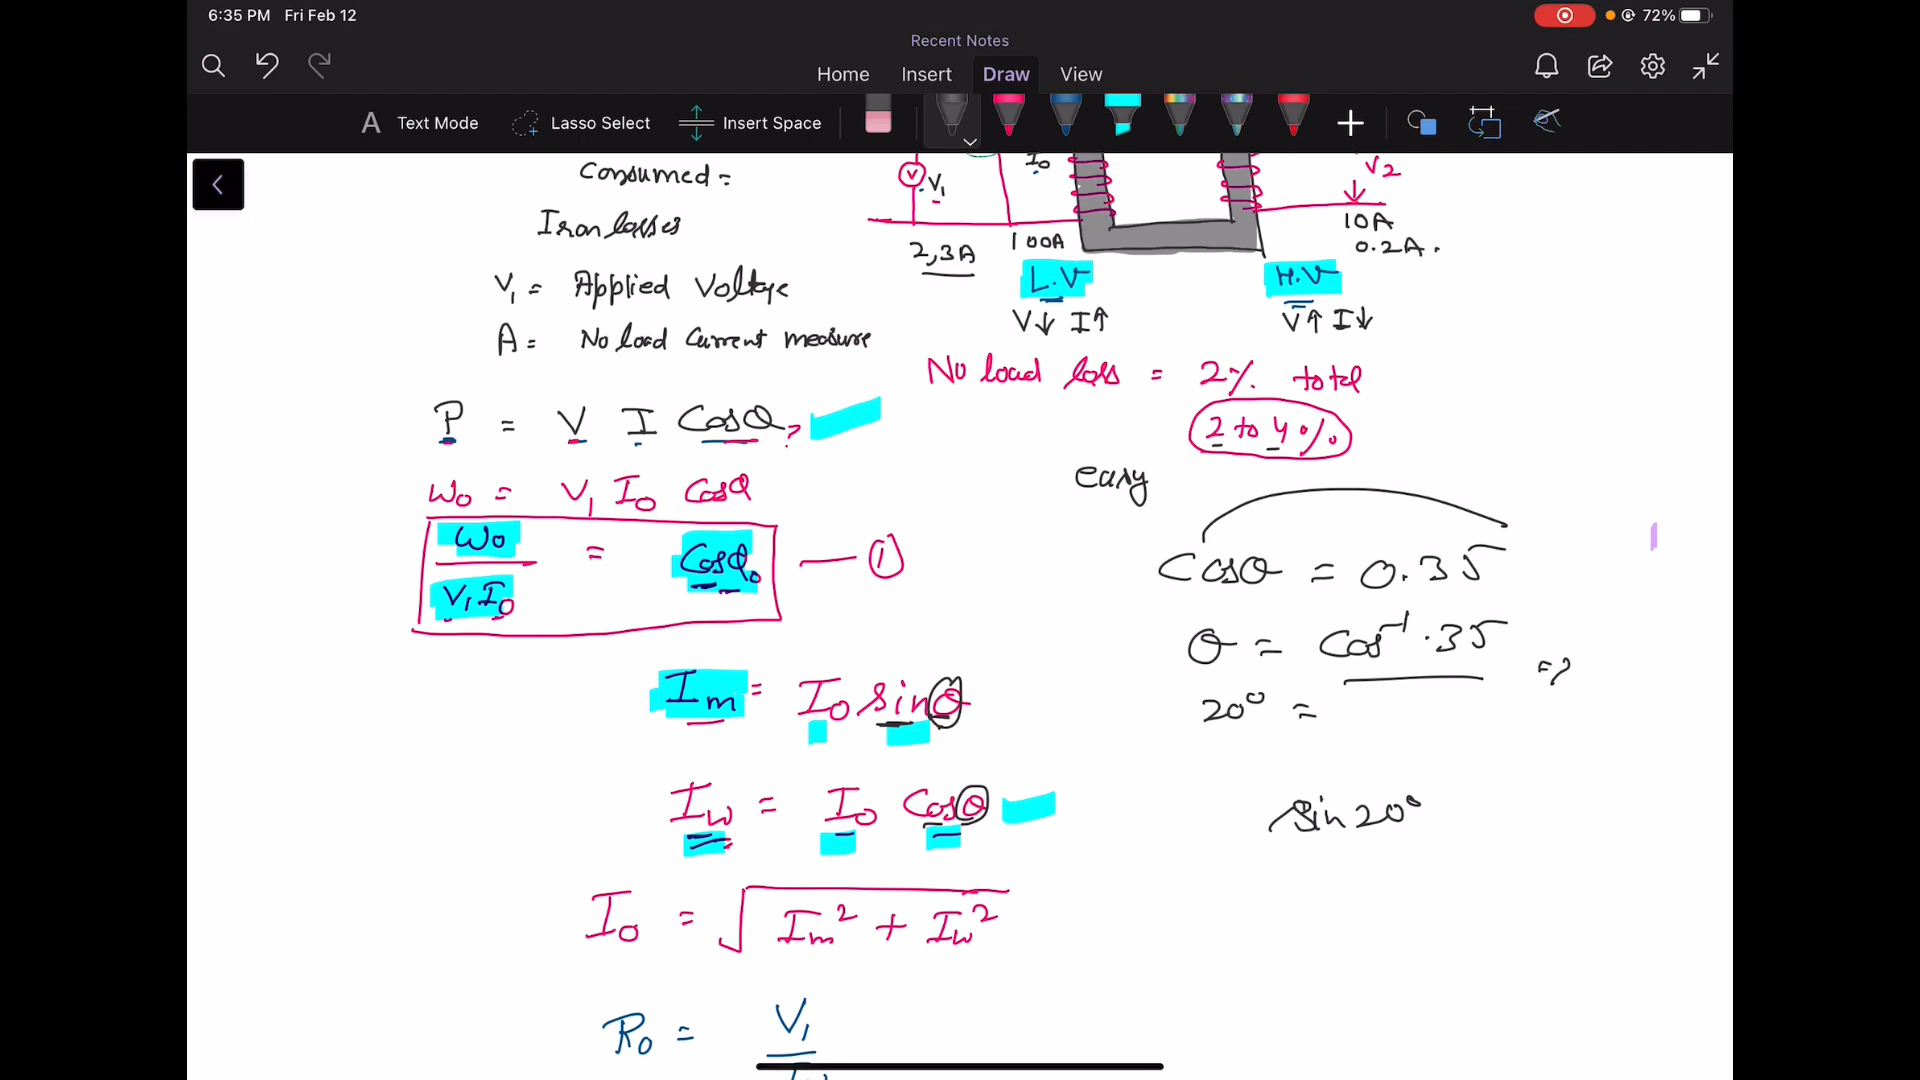 6:35 PM Fri Feb 12
72%
Recent Notes
Home Insert Draw View
Text Mode Lasso Select Insert Space
Consumed =
Iron losses
V₁ = Applied Voltage
A = No load Current measure
I₀
V
V₁
V₂
2,3A
100A
10A
0.2A.
L.V
H.V
V↓ I↑
V↑ I↓
No load loss = 2% total
2 to 4%
P = V I Cosθ ?
W₀ = V₁ I₀ Cosθ
W₀ / V₁I₀ = Cosθ₀ — ①
easy
Cosθ = 0.35
θ = Cos⁻¹ .35 =>
20° =
Sin 20°
Iₘ = I₀ sinθ
I_w = I₀ Cosθ
I₀ = √(Iₘ² + I_w²)
R₀ = V₁